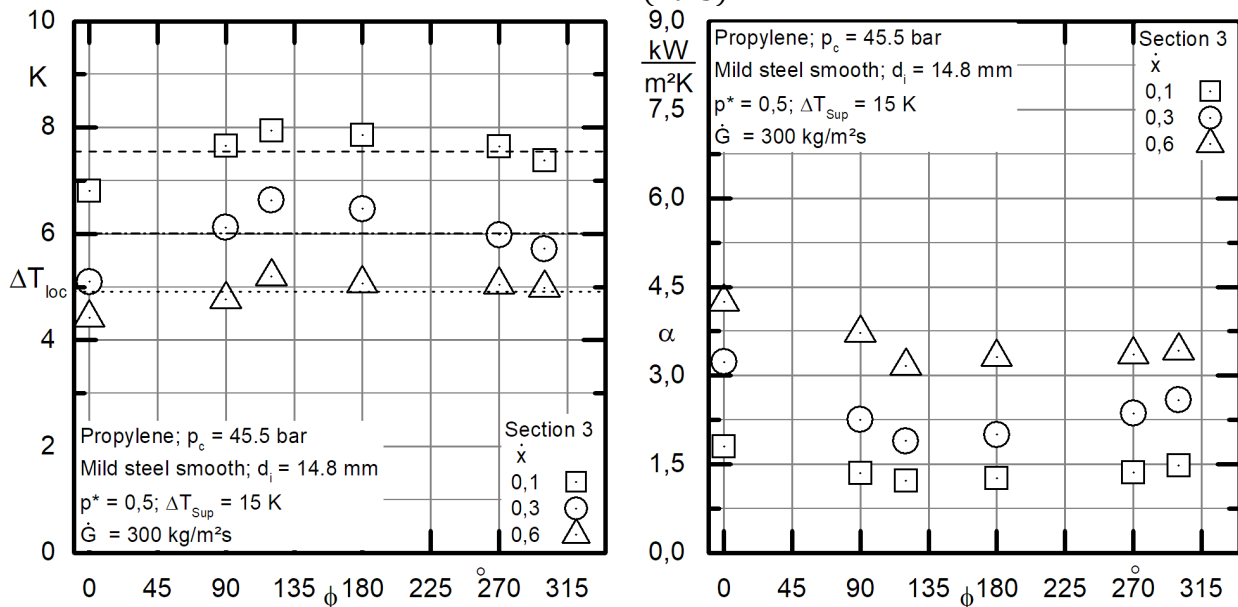 10
K
8
6
ΔT_loc
4
2
0
Propylene; p_c = 45.5 bar
Mild steel smooth; d_i = 14.8 mm
p* = 0,5; ΔT_Sup = 15 K
Ġ = 300 kg/m²s
Section 3
ẋ
0,1
0,3
0,6
0 45 90 ϕ 135 180 225 ° 270 315
9,0
kW
m²K
7,5
6,0
4,5
α
3,0
1,5
0,0
Propylene; p_c = 45.5 bar
Mild steel smooth; d_i = 14.8 mm
p* = 0,5; ΔT_Sup = 15 K
Ġ = 300 kg/m²s
Section 3
ẋ
0,1
0,3
0,6
0 45 90 135 ϕ 180 225 270 ° 315